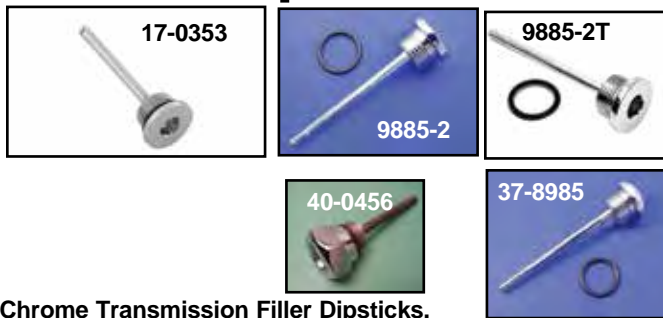 17-0353
9885-2
9885-2T
40-0456
37-8985
Chrome Transmission Filler Dipsticks.